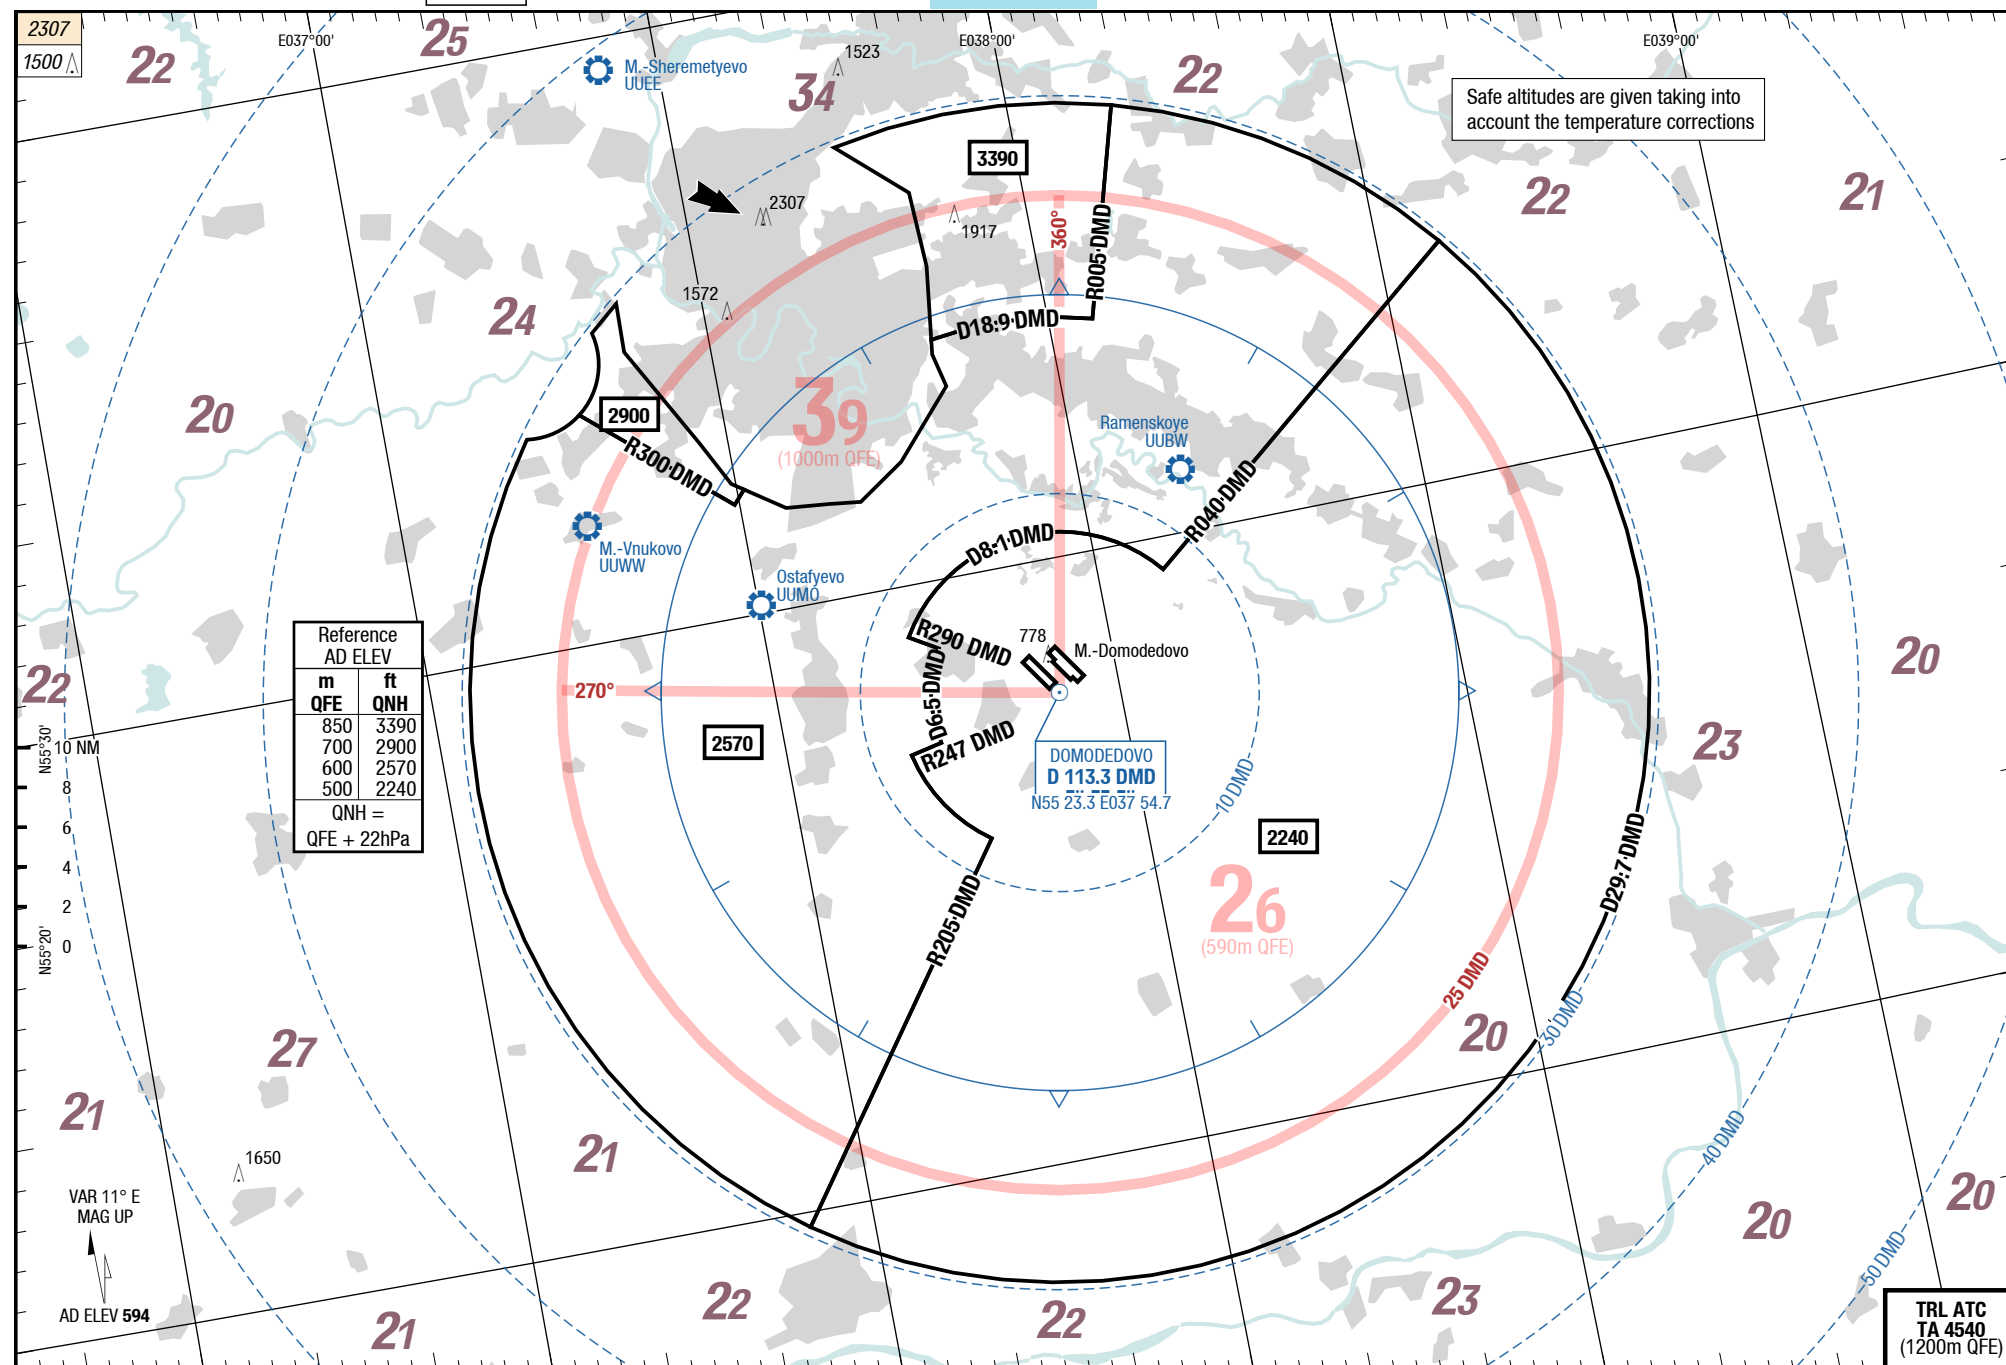 2307
1500
E037°00'
E038°00'
E039°00'
22
25
M.-Sheremetyevo
UUEE
1523
34
22
Safe altitudes are given taking into
account the temperature corrections
3390
22
21
2307
1917
360°
R005 DMD
24
1572
D18.9 DMD
20
2900
39
(1000m QFE)
Ramenskoye
UUBW
R300 DMD
R040 DMD
M.-Vnukovo
UUWW
D8.1 DMD
Ostafyevo
UUMO
R290 DMD
778
M.-Domodedovo
20
Reference
AD ELEV
m ft
QFE QNH
850 3390
700 2900
600 2570
500 2240
QNH =
QFE + 22hPa
22
270°
D6.5 DMD
R247 DMD
2570
DOMODEDOVO
D 113.3 DMD
N55 23.3 E037 54.7
10 DMD
23
N55°30'
10 NM
8
6
4
2
0
N55°20'
2240
26
(590m QFE)
D29.7 DMD
R205 DMD
25 DMD
30 DMD
20
27
21
21
1650
40 DMD
VAR 11° E
MAG UP
AD ELEV 594
20
20
50 DMD
22
22
23
21
TRL ATC
TA 4540
(1200m QFE)